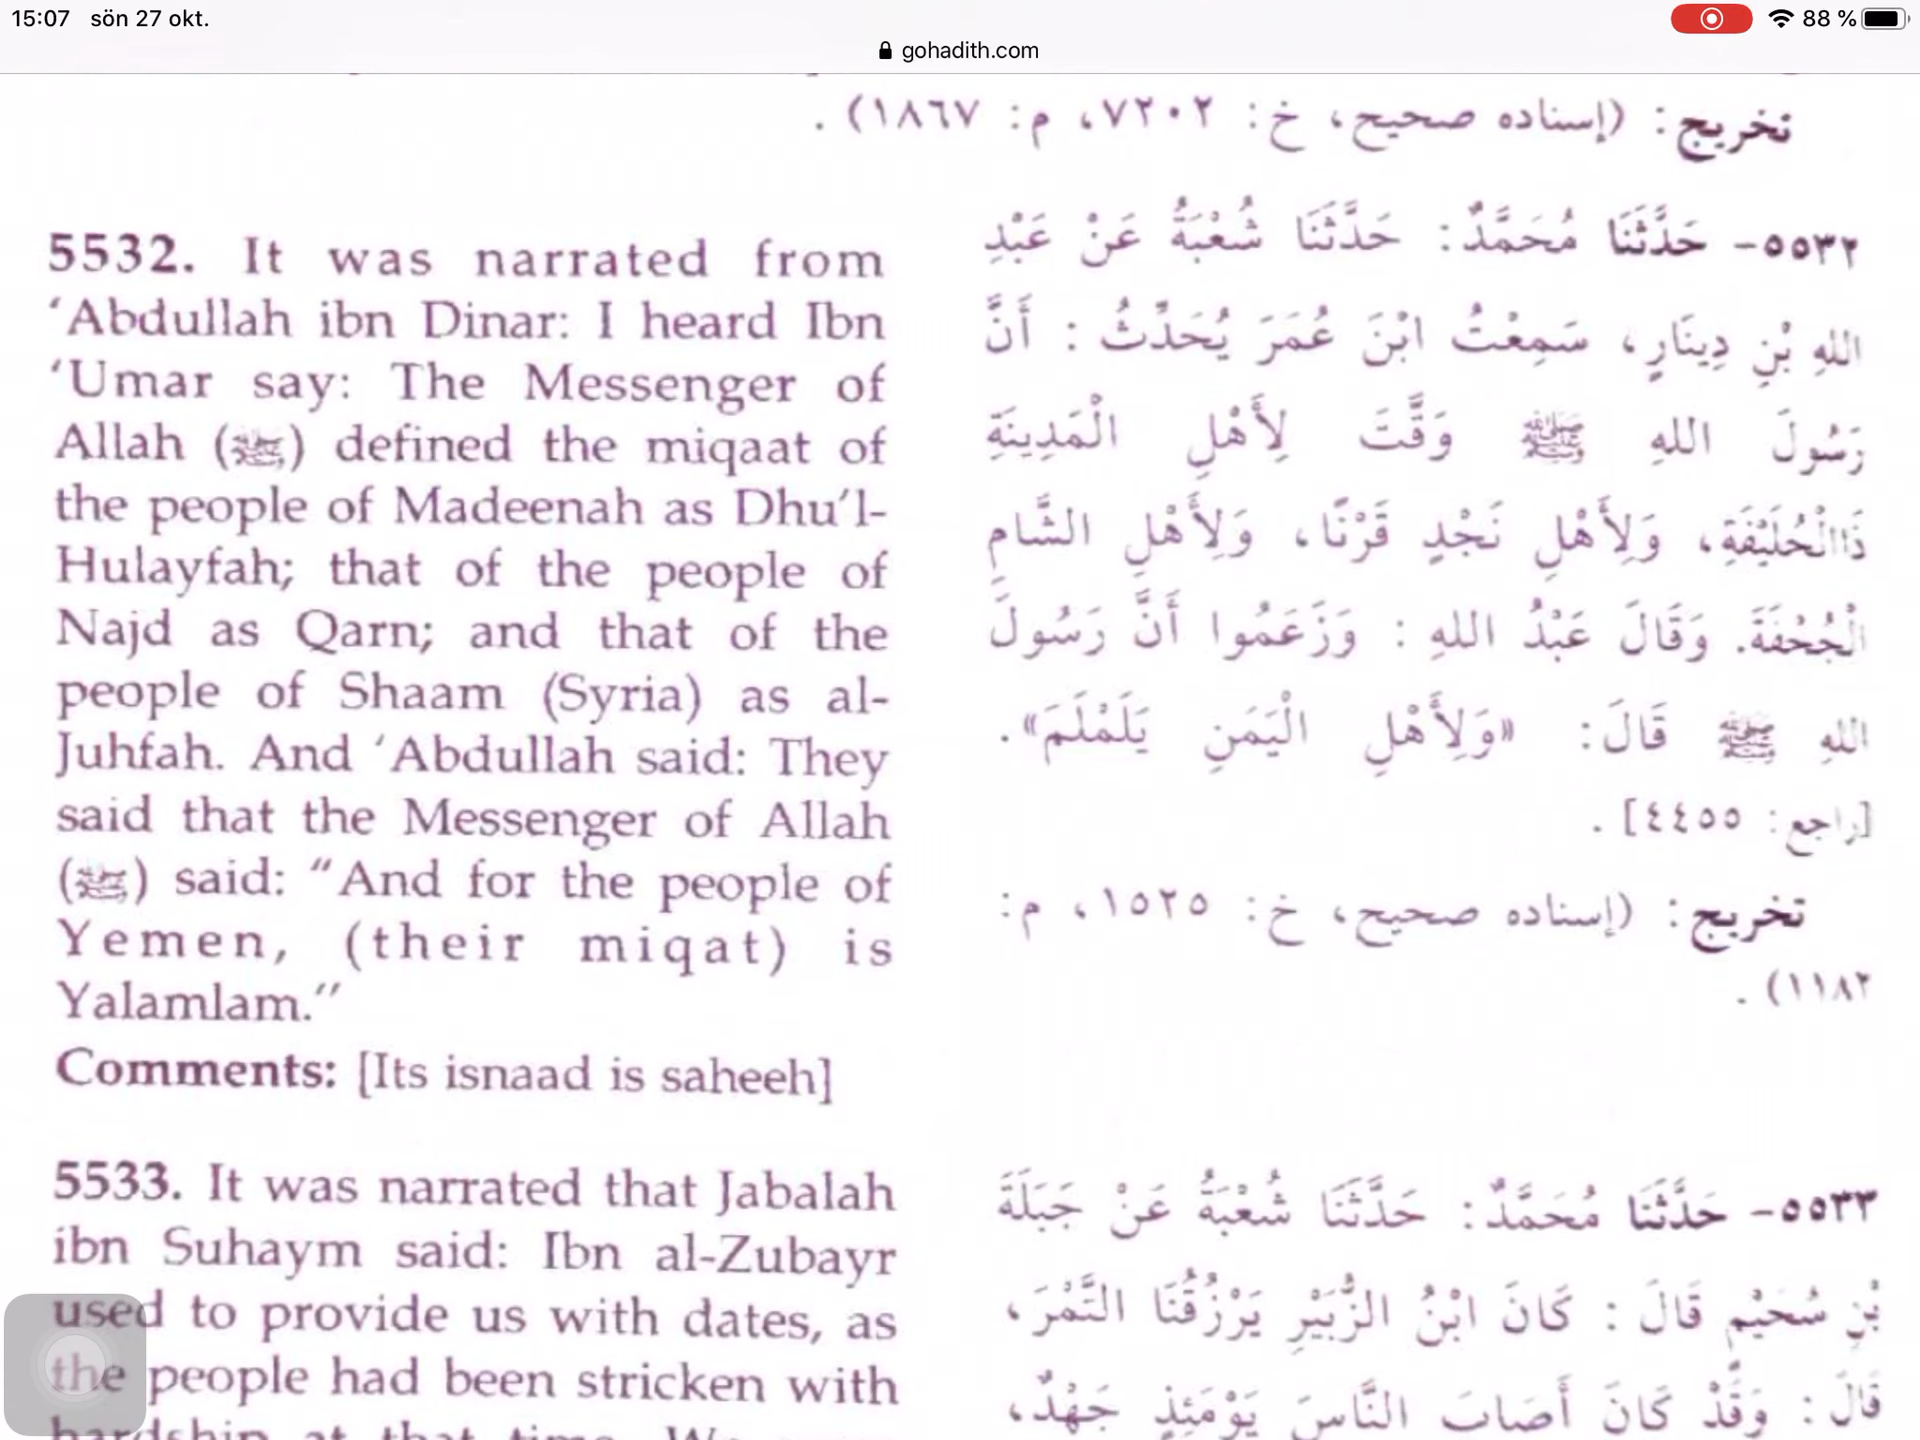 15:07 sön 27 okt.
88 %
gohadith.com
تخريج: (إسناده صحيح، خ: ٧٢٠٢، م: ١٨٦٧).
5532. It was narrated from
‘Abdullah ibn Dinar: I heard Ibn
‘Umar say: The Messenger of
Allah (ﷺ) defined the miqaat of
the people of Madeenah as Dhu’l-
Hulayfah; that of the people of
Najd as Qarn; and that of the
people of Shaam (Syria) as al-
Juhfah. And ‘Abdullah said: They
said that the Messenger of Allah
(ﷺ) said: “And for the people of
Yemen, (their miqat) is
Yalamlam.”
Comments: [Its isnaad is saheeh]
٥٥٣٢- حَدَّثَنَا مُحَمَّدٌ: حَدَّثَنَا شُعْبَةُ عَنْ عَبْدِ
اللهِ بْنِ دِينَارٍ، سَمِعْتُ ابْنَ عُمَرَ يُحَدِّثُ: أَنَّ
رَسُولَ اللهِ ﷺ وَقَّتَ لِأَهْلِ الْمَدِينَةِ
ذَاالْحُلَيْفَةِ، وَلِأَهْلِ نَجْدٍ قَرْنًا، وَلِأَهْلِ الشَّامِ
الْجُحْفَةَ. وَقَالَ عَبْدُ اللهِ: وَزَعَمُوا أَنَّ رَسُولَ
اللهِ ﷺ قَالَ: «وَلِأَهْلِ الْيَمَنِ يَلَمْلَمَ».
[راجع: ٤٤٥٥].
تخريج: (إسناده صحيح، خ: ١٥٢٥، م:
١١٨٢).
5533. It was narrated that Jabalah
ibn Suhaym said: Ibn al-Zubayr
used to provide us with dates, as
the people had been stricken with
hardship at that time. We
٥٥٣٣- حَدَّثَنَا مُحَمَّدٌ: حَدَّثَنَا شُعْبَةُ عَنْ جَبَلَةَ
بْنِ سُحَيْمٍ قَالَ: كَانَ ابْنُ الزُّبَيْرِ يَرْزُقُنَا التَّمْرَ،
قَالَ: وَقَدْ كَانَ أَصَابَ النَّاسَ يَوْمَئِذٍ جَهْدٌ،